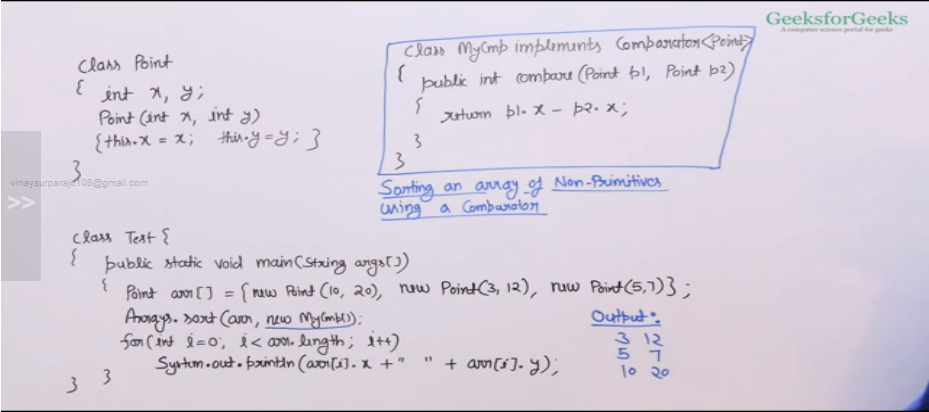 GeeksforGeeks
A computer science portal for geeks
class Point
{ int x, y;
Point (int x, int y)
{this.x = x; this.y = y; }
}
class MyCmp implements Comparator<Point>
{ public int compare (Point p1, Point p2)
{
return p1.x - p2.x;
}
}
Sorting an array of Non-Primitives
using a Comparator
vinaysurparaju108@gmail.com
>>
class Test {
{ public static void main(String args[])
{ Point arr[] = {new Point (10, 20), new Point(3, 12), new Point(5,7)};
Arrays.sort (arr, new MyCmp());
for(int i=0; i< arr.length; i++)
System.out.println (arr[i].x + " " + arr[i].y);
} }
Output:
3 12
5 7
10 20